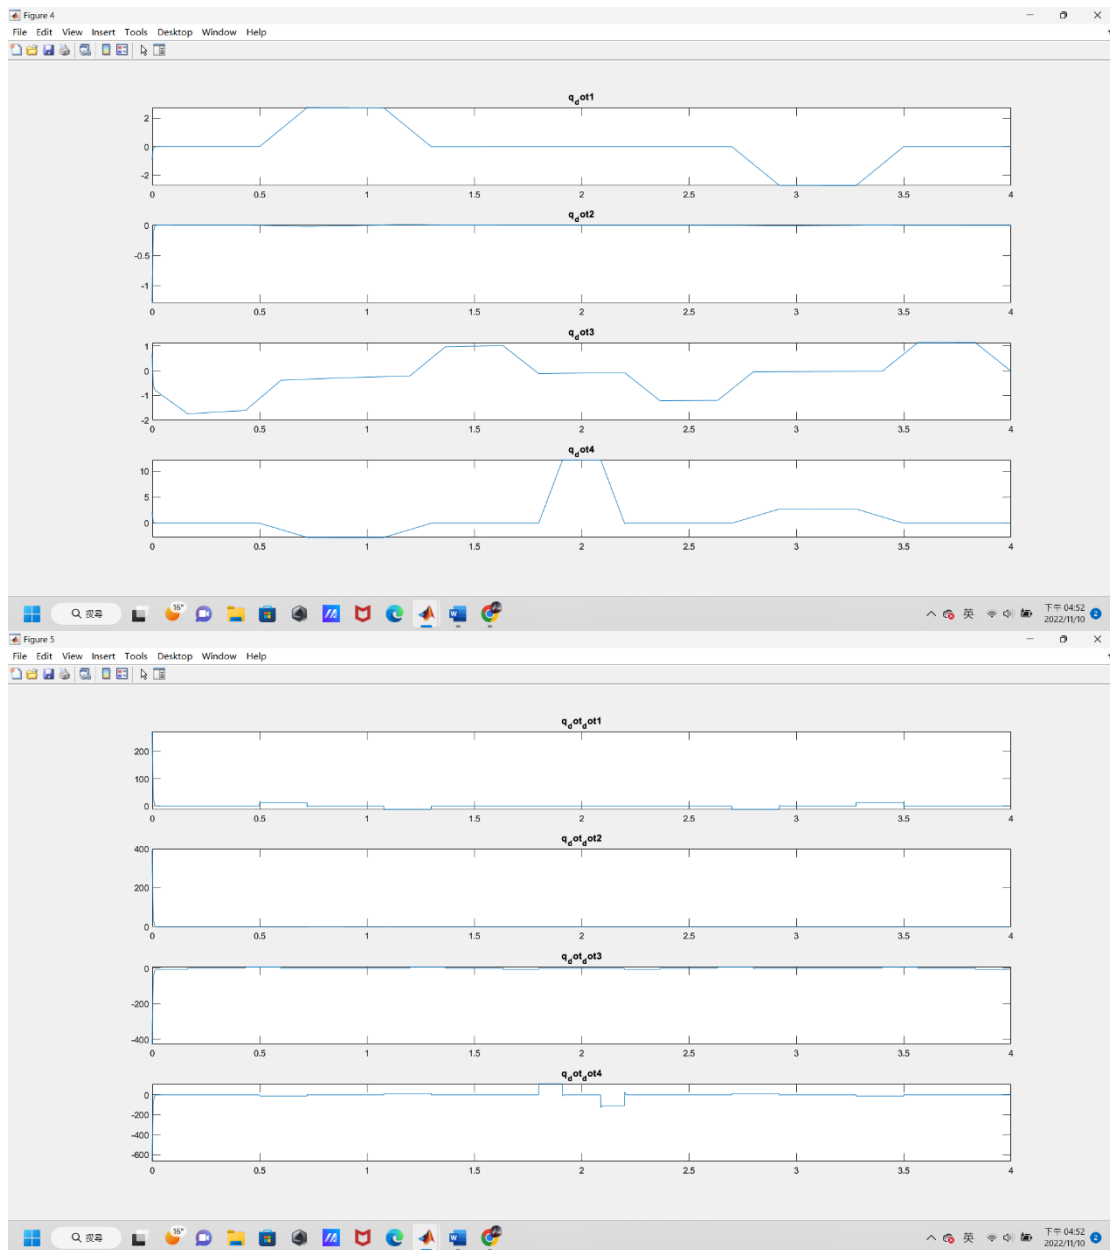 Figure 4
File Edit View Insert Tools Desktop Window Help
q_dot1
2
0
-2
0 0.5 1 1.5 2 2.5 3 3.5 4
q_dot2
0
-0.5
-1
0 0.5 1 1.5 2 2.5 3 3.5 4
q_dot3
1
0
-1
-2
0 0.5 1 1.5 2 2.5 3 3.5 4
q_dot4
10
5
0
0 0.5 1 1.5 2 2.5 3 3.5 4
搜尋 16° 英 下午 04:52
2022/11/10 2
Figure 5
File Edit View Insert Tools Desktop Window Help
q_dot_dot1
200
100
0
0 0.5 1 1.5 2 2.5 3 3.5 4
q_dot_dot2
400
200
0
0 0.5 1 1.5 2 2.5 3 3.5 4
q_dot_dot3
0
-200
-400
0 0.5 1 1.5 2 2.5 3 3.5 4
q_dot_dot4
0
-200
-400
-600
0 0.5 1 1.5 2 2.5 3 3.5 4
搜尋 16° 英 下午 04:52
2022/11/10 2